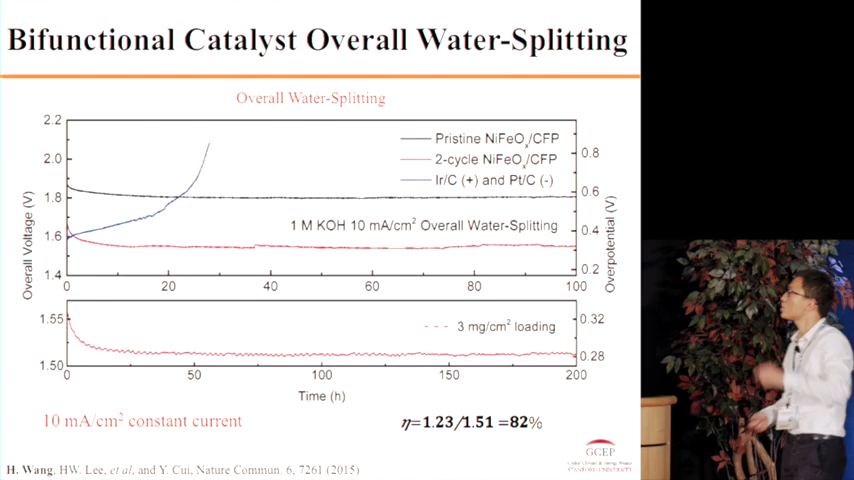 Bifunctional Catalyst Overall Water-Splitting
Overall Water-Splitting
2.2
2.0
1.8
1.6
1.4
0.8
0.6
0.4
0.2
Pristine NiFeOₓ/CFP
2-cycle NiFeOₓ/CFP
Ir/C (+) and Pt/C (-)
1 M KOH 10 mA/cm² Overall Water-Splitting
Overall Voltage (V)
Overpotential (V)
0 20 40 60 80 100
1.55
1.50
0.32
0.28
3 mg/cm² loading
0 50 100 150 200
Time (h)
10 mA/cm² constant current
η=1.23/1.51 =82%
GCEP
STANFORD UNIVERSITY
H. Wang, HW. Lee, et al, and Y. Cui, Nature Commun. 6, 7261 (2015)